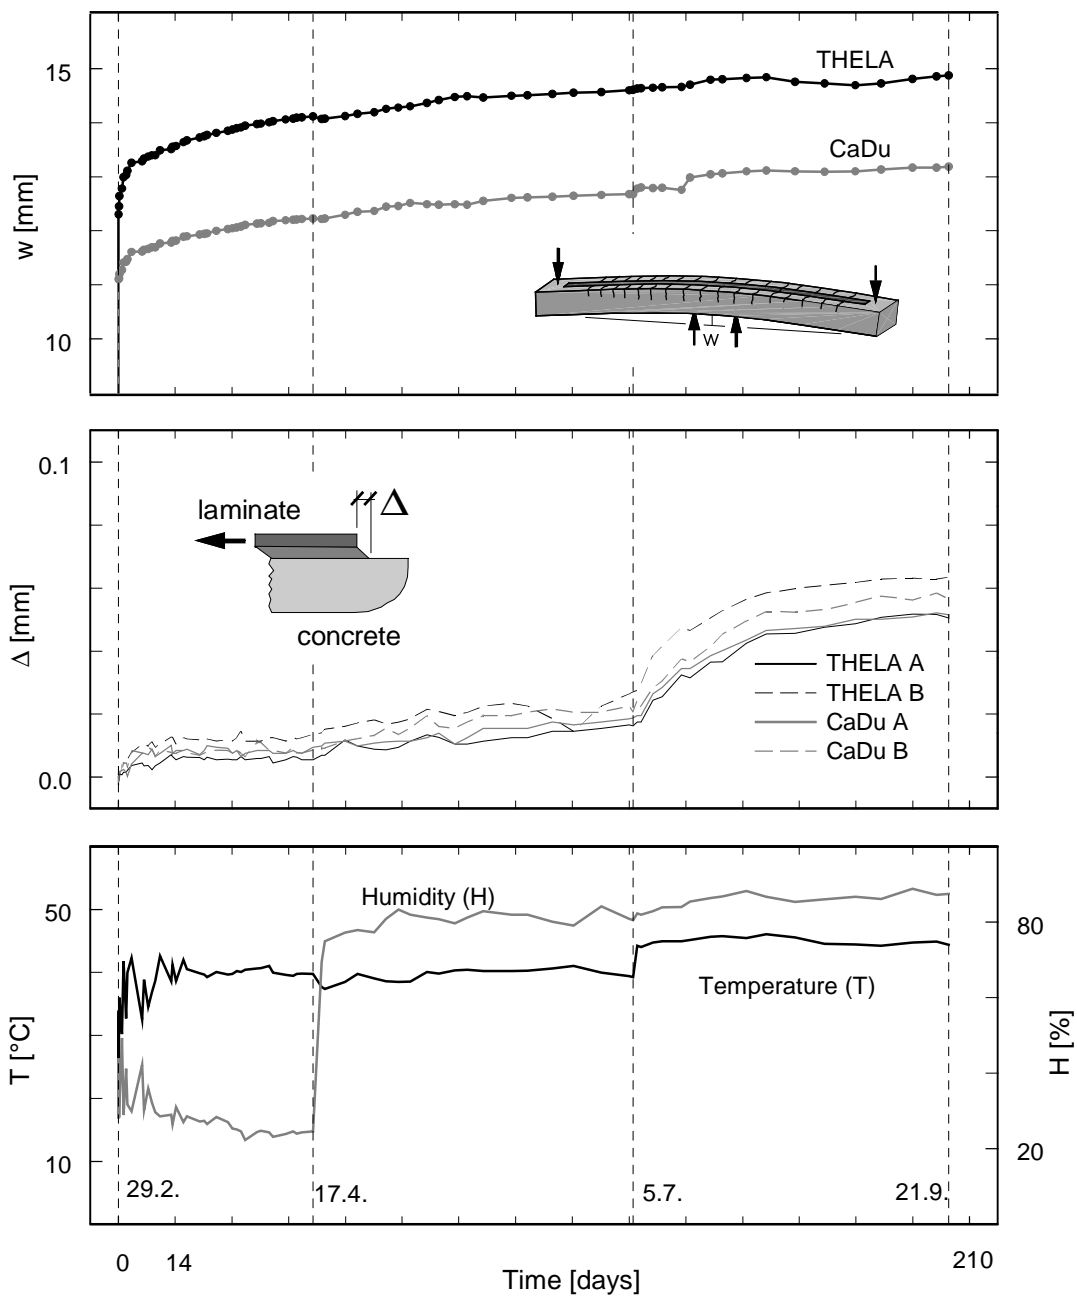 15
THELA
CaDu
w [mm]
10
w
0.1
laminate
Δ
concrete
Δ [mm]
THELA A
THELA B
CaDu A
CaDu B
0.0
Humidity (H)
50
80
Temperature (T)
T [°C]
H [%]
10
20
29.2.
17.4.
5.7.
21.9.
0
14
210
Time [days]